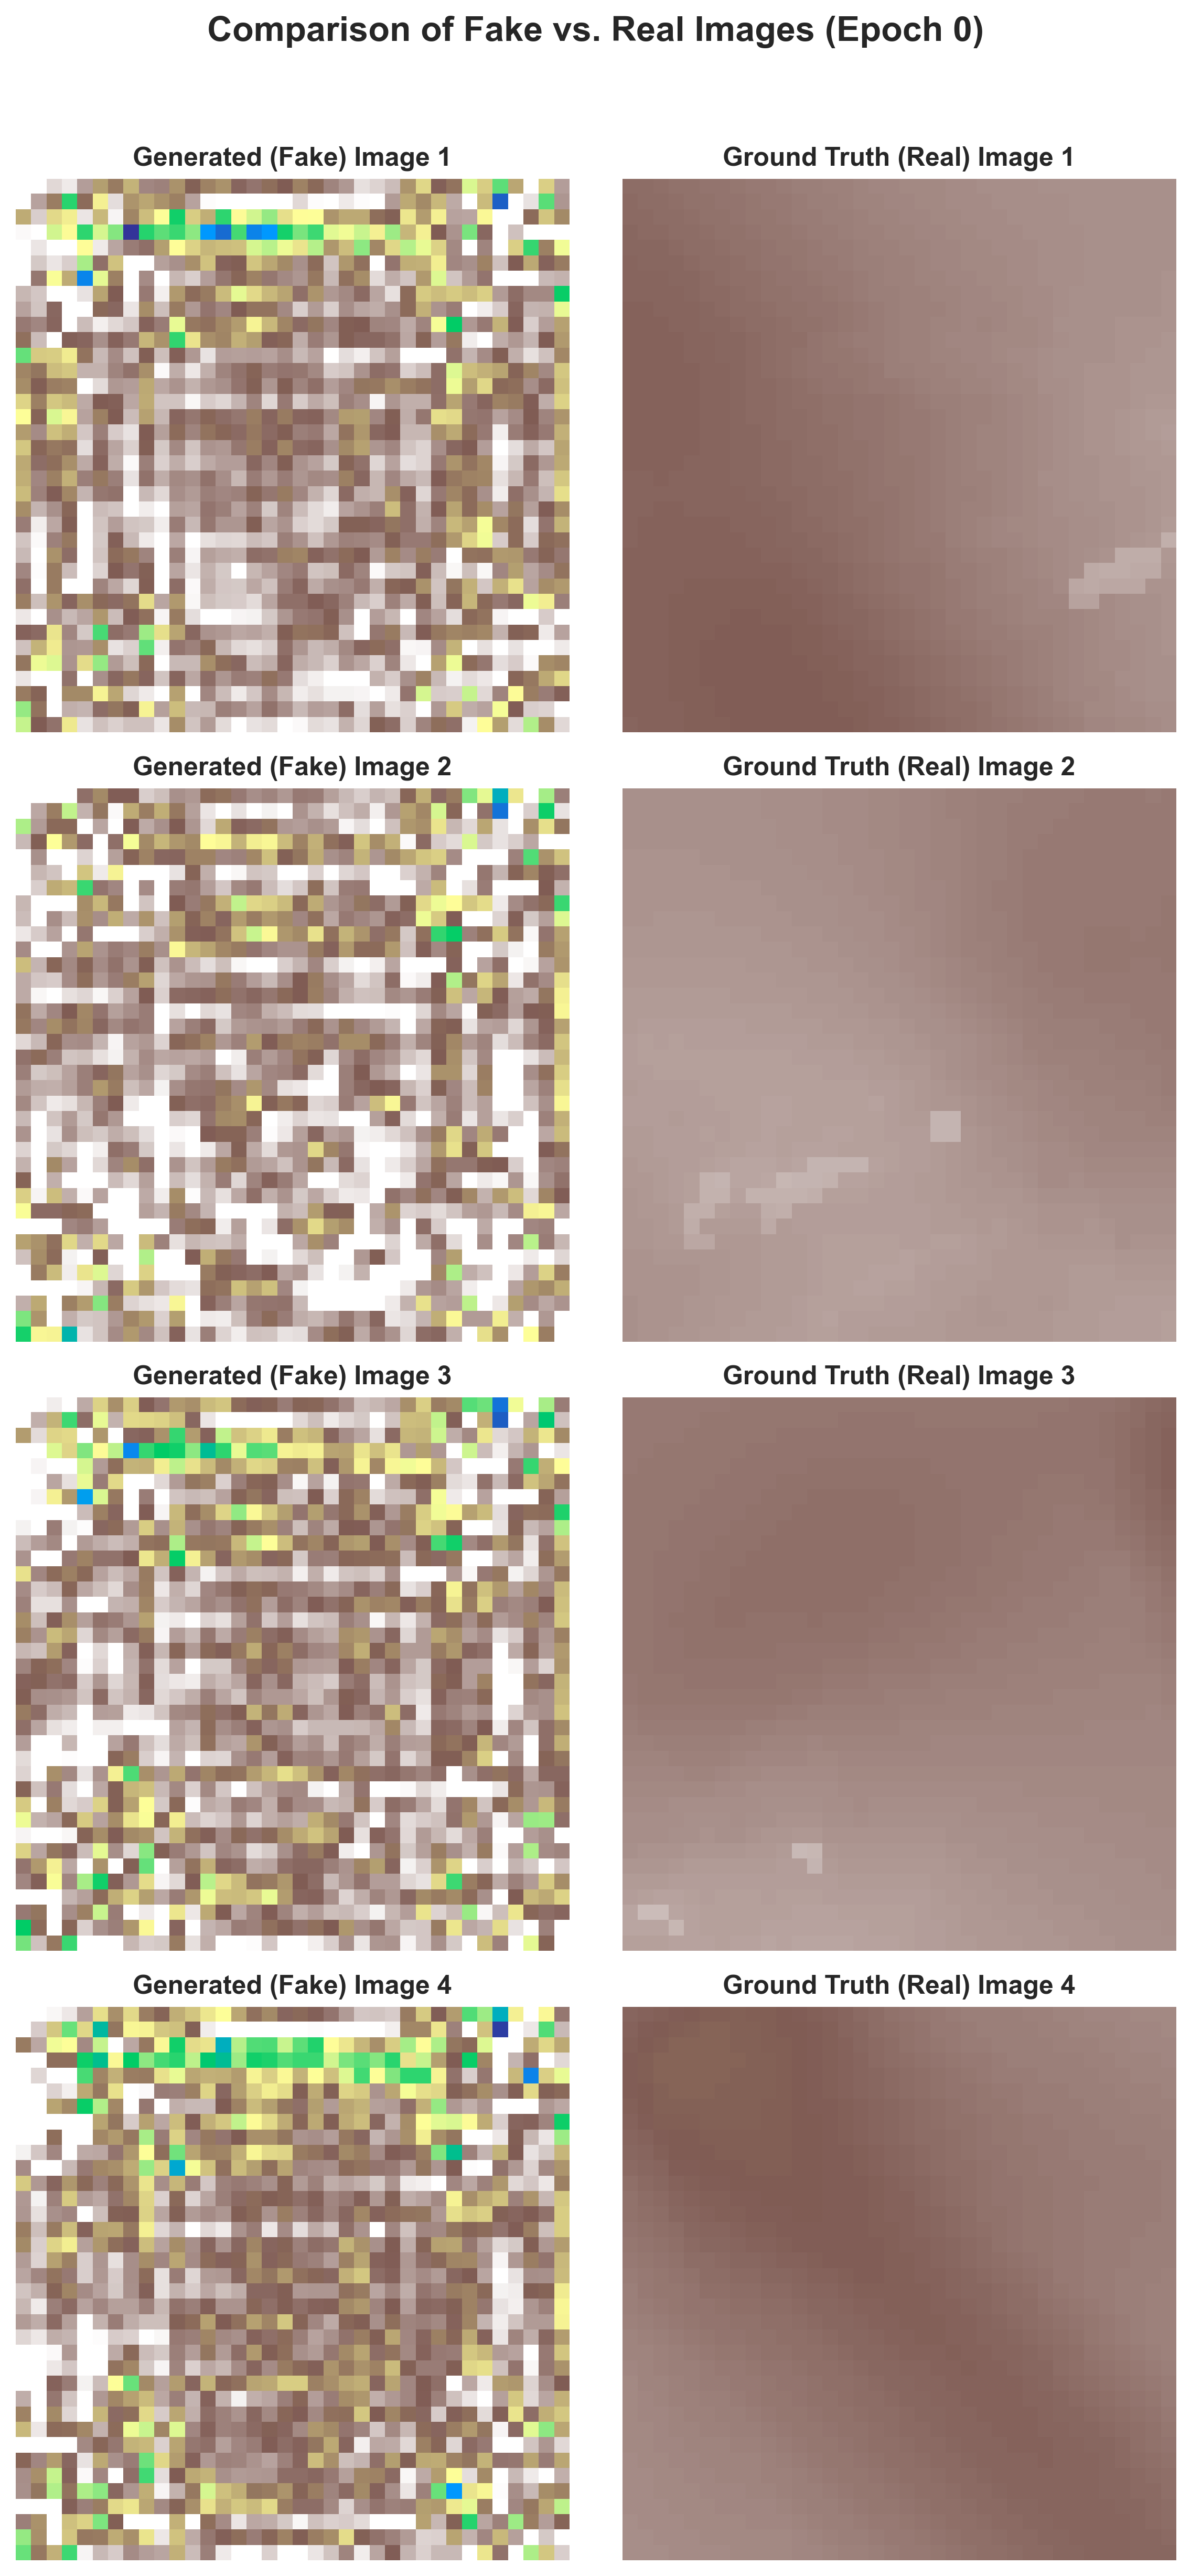 Comparison of Fake vs. Real Images (Epoch 0)
Generated (Fake) Image 1
Ground Truth (Real) Image 1
Generated (Fake) Image 2
Ground Truth (Real) Image 2
Generated (Fake) Image 3
Ground Truth (Real) Image 3
Generated (Fake) Image 4
Ground Truth (Real) Image 4